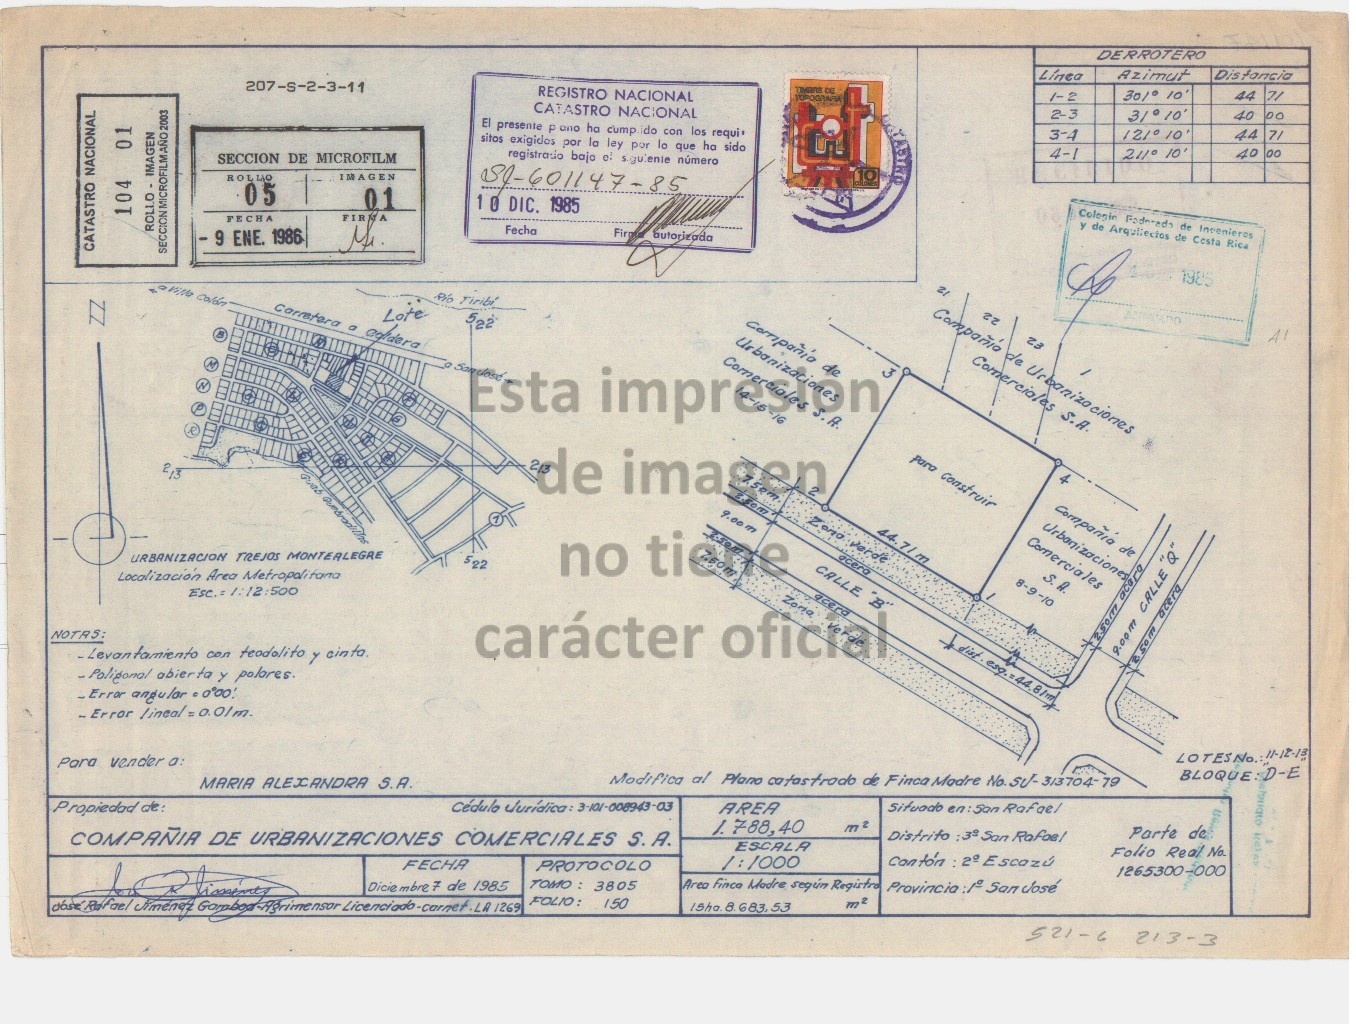 207-S-2-3-11
CATASTRO NACIONAL
104 01
ROLLO - IMAGEN
SECCION MICROFILM AÑO 2003
SECCION DE MICROFILM
ROLLO IMAGEN
05 01
FECHA FIRMA
- 9 ENE. 1986
REGISTRO NACIONAL
CATASTRO NACIONAL
El presente plano ha cumplido con los requi-
sitos exigidos por la ley por lo que ha sido
registrado bajo el siguiente número
SJ-601147-85
10 DIC. 1985
Fecha Firma autorizada
TIMBRE DE
TOPOGRAFIA
10
COLONES
DERROTERO
Línea Azimut Distancia
1-2 301° 10' 44 71
2-3 31° 10' 40 00
3-4 121° 10' 44 71
4-1 211° 10' 40 00
Colegio Federado de Ingenieros
y de Arquitectos de Costa Rica
1985
a Villa Colón
Carretera a caldera
Río Tiribí
Lote
5 22
a San José
B
M
N
P
R
2 13
2 13
5 22
URBANIZACION TREJOS MONTEALEGRE
Localización Area Metropolitana
Esc. = 1:12:500
21
22
23
1
Compañía de Urbanizaciones
Comerciales S.A.
Compañía de
Urbanizaciones
Comerciales S.A.
14-15-16
3
4
2
1
para Construir
44.71 m
Compañía de
Urbanizaciones
Comerciales
S.A.
8-9-10
7.50m
2.50m
9.00m
2.50m
7.50m
Zona verde
acera
CALLE "B"
acera
Zona verde
dist. esq. = 44.81m
2.50m acera
9.00m CALLE "Q"
2.50m acera
Esta impresión
de imagen
no tiene
carácter oficial
NOTAS:
- Levantamiento con teodolito y cinta.
- Poligonal abierta y polares.
- Error angular = 0°00'.
- Error lineal = 0.01m.
Para vender a:
MARIA ALEXANDRA S.A.
Modifica al Plano catastrado de Finca Madre No. SJ-313704-79
LOTES No.: "11-12-13"
BLOQUE: D-E
Propiedad de: Cédula Jurídica: 3-101-008943-03
COMPAÑIA DE URBANIZACIONES COMERCIALES S.A.
José Rafael Jiménez Gamboa-Agrimensor Licenciado-carnet. LA 1269
FECHA
Diciembre 7 de 1985
PROTOCOLO
TOMO: 3805
FOLIO: 150
AREA
1.788,40 m²
ESCALA
1:1000
Area finca Madre, según Registro
15ha.8.683,53 m²
Situado en: San Rafael
Distrito: 3º San Rafael
Cantón: 2º Escazú
Provincia: 1º San José
Parte de
Folio Real No.
1265300-000
521-6 213-3